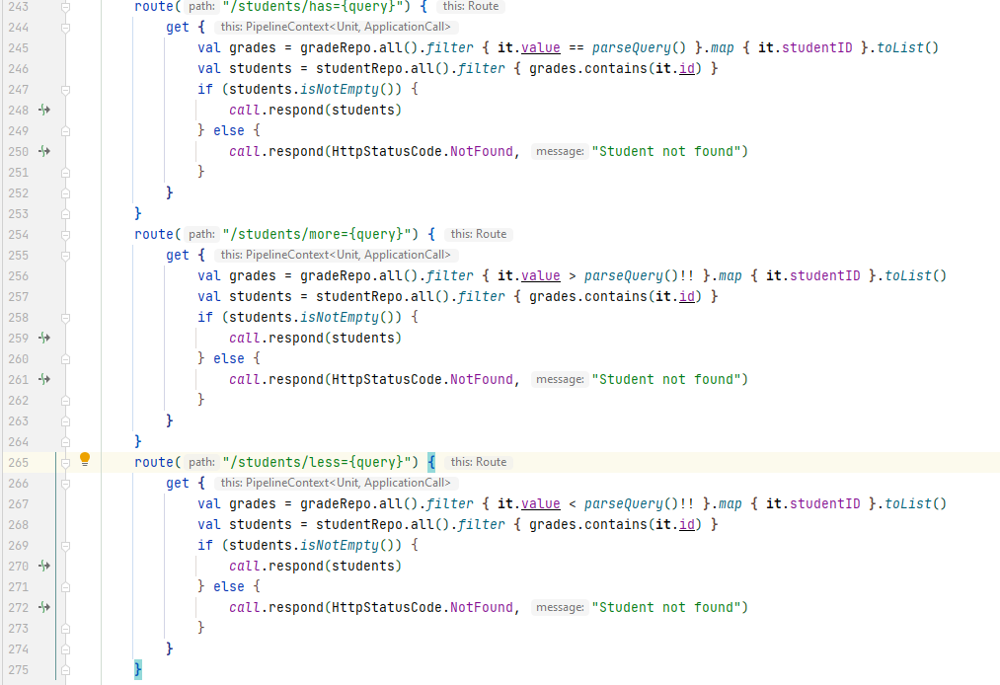 243 route( path: "/students/has={query}") { this: Route
244 get { this: PipelineContext<Unit, ApplicationCall>
245 val grades = gradeRepo.all().filter { it.value == parseQuery() }.map { it.studentID }.toList()
246 val students = studentRepo.all().filter { grades.contains(it.id) }
247 if (students.isNotEmpty()) {
248 call.respond(students)
249 } else {
250 call.respond(HttpStatusCode.NotFound, message: "Student not found")
251 }
252 }
253 }
254 route( path: "/students/more={query}") { this: Route
255 get { this: PipelineContext<Unit, ApplicationCall>
256 val grades = gradeRepo.all().filter { it.value > parseQuery()!! }.map { it.studentID }.toList()
257 val students = studentRepo.all().filter { grades.contains(it.id) }
258 if (students.isNotEmpty()) {
259 call.respond(students)
260 } else {
261 call.respond(HttpStatusCode.NotFound, message: "Student not found")
262 }
263 }
264 }
265 route( path: "/students/less={query}") { this: Route
266 get { this: PipelineContext<Unit, ApplicationCall>
267 val grades = gradeRepo.all().filter { it.value < parseQuery()!! }.map { it.studentID }.toList()
268 val students = studentRepo.all().filter { grades.contains(it.id) }
269 if (students.isNotEmpty()) {
270 call.respond(students)
271 } else {
272 call.respond(HttpStatusCode.NotFound, message: "Student not found")
273 }
274 }
275 }